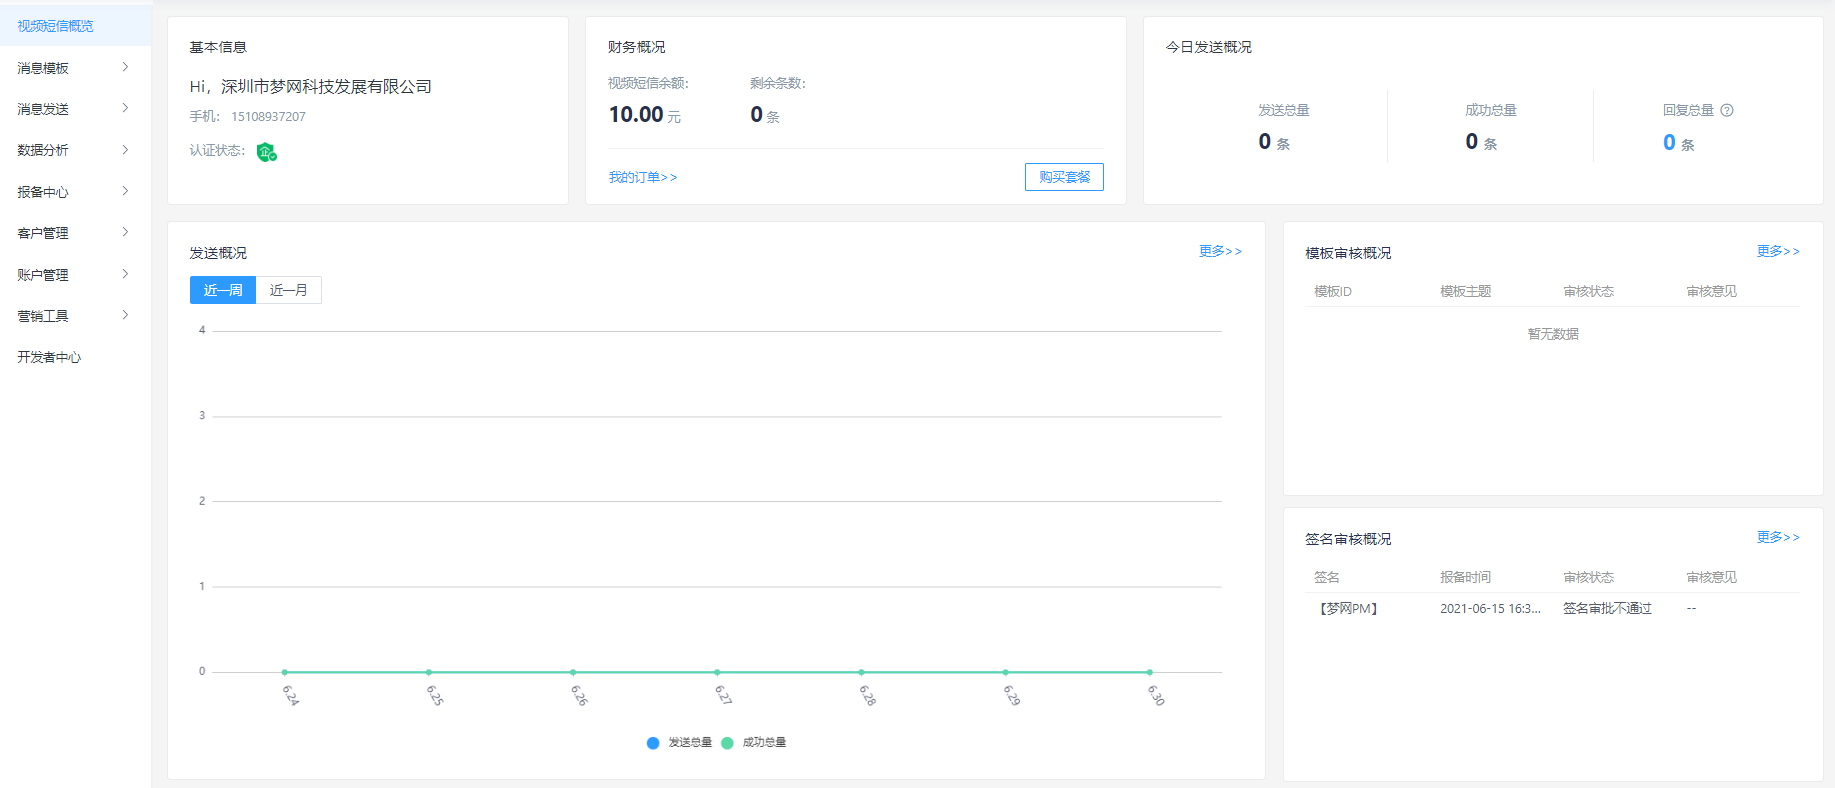 视频短信概览
消息模板
消息发送
数据分析
报备中心
客户管理
账户管理
营销工具
开发者中心
基本信息
Hi，深圳市梦网科技发展有限公司
手机： 15108937207
认证状态：
企
财务概况
视频短信余额： 剩余条数：
10.00 元 0 条
我的订单>> 购买套餐
今日发送概况
发送总量 成功总量 回复总量 ?
0 条 0 条 0 条
发送概况 更多>>
近一周 近一月
4
3
2
1
0
6.24 6.25 6.26 6.27 6.28 6.29 6.30
发送总量 成功总量
模板审核概况 更多>>
模板ID 模板主题 审核状态 审核意见
暂无数据
签名审核概况 更多>>
签名 报备时间 审核状态 审核意见
【梦网PM】 2021-06-15 16:3... 签名审批不通过 --